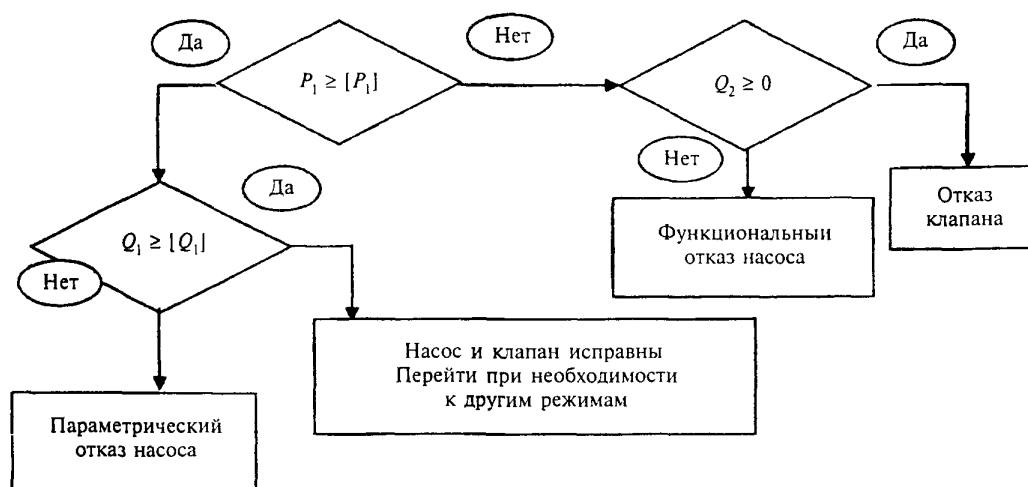 Да
Нет
Да
P₁ ≥ [P₁]
Q₂ ≥ 0
Нет
Да
Отказ
клапана
Q₁ ≥ [Q₁]
Функциональный
отказ насоса
Нет
Насос и клапан исправны
Перейти при необходимости
к другим режимам
Параметрический
отказ насоса